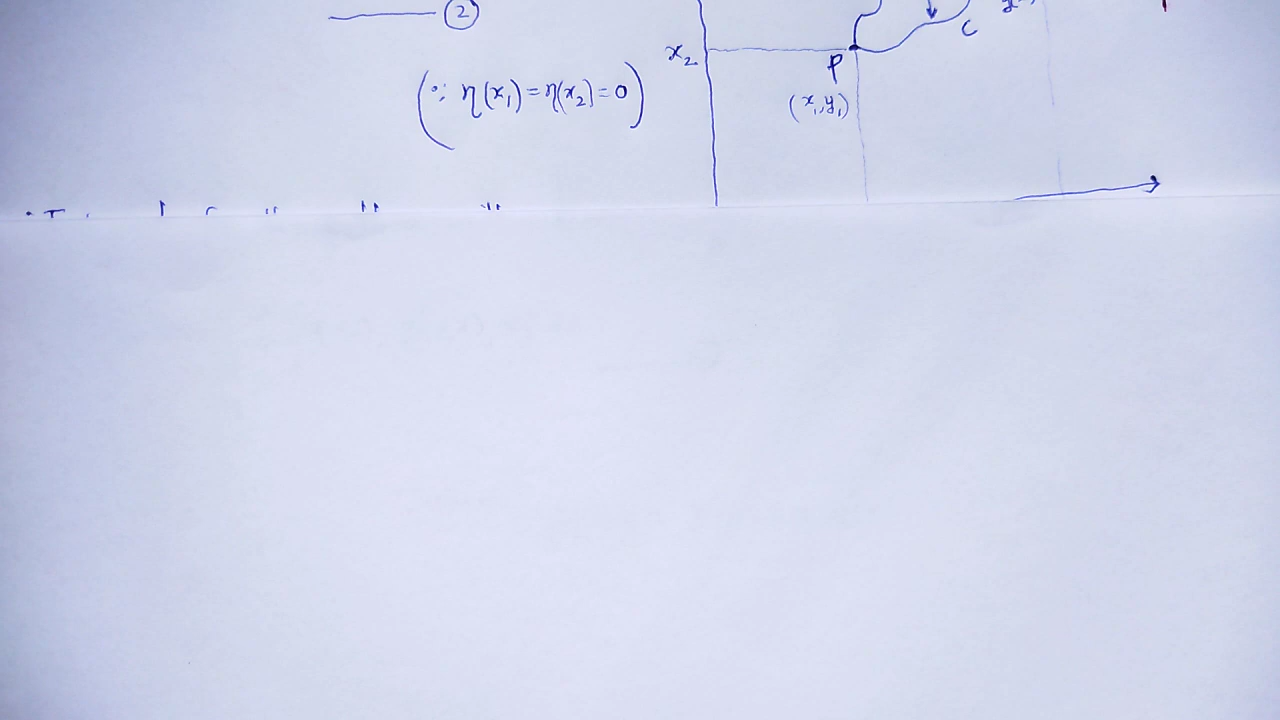 2
x₂
P
C
(∵ η(x₁) = η(x₂) = 0)
(x₁, y₁)